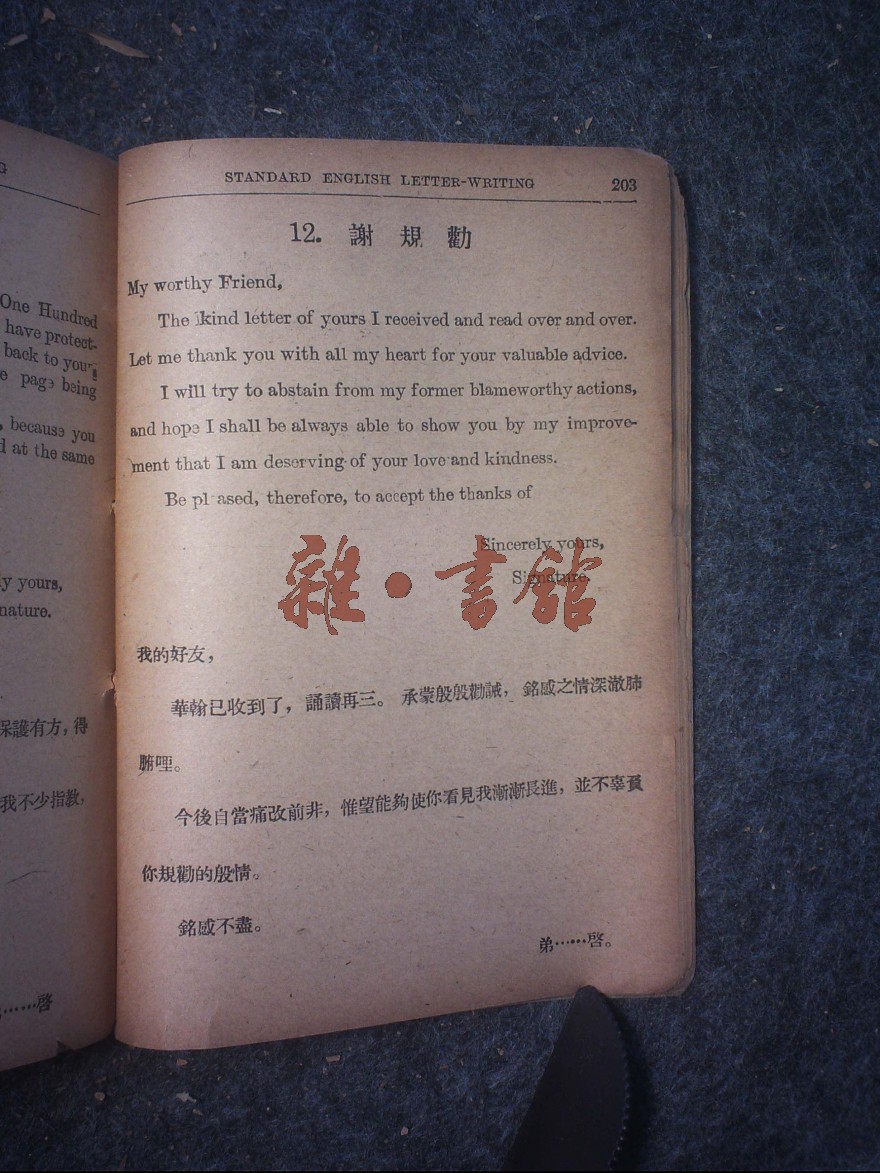 G
One Hundred
have protect-
back to your
page being
because you
at the same
yours,
nature.
保護有方，得
我不少指教，
……啓
STANDARD ENGLISH LETTER-WRITING 203
12. 謝規勸
My worthy Friend,
The kind letter of yours I received and read over and over.
Let me thank you with all my heart for your valuable advice.
I will try to abstain from my former blameworthy actions,
and hope I shall be always able to show you by my improve-
ment that I am deserving of your love and kindness.
Be pl ased, therefore, to accept the thanks of
Sincerely yours,
Signature.
雜·書館
我的好友，
華翰已收到了，誦讀再三。承蒙殷殷勸誡，銘感之情深澈肺
腑哩。
今後自當痛改前非，惟望能夠使你看見我漸漸長進，並不辜負
你規勸的殷情。
銘感不盡。
弟……啓。